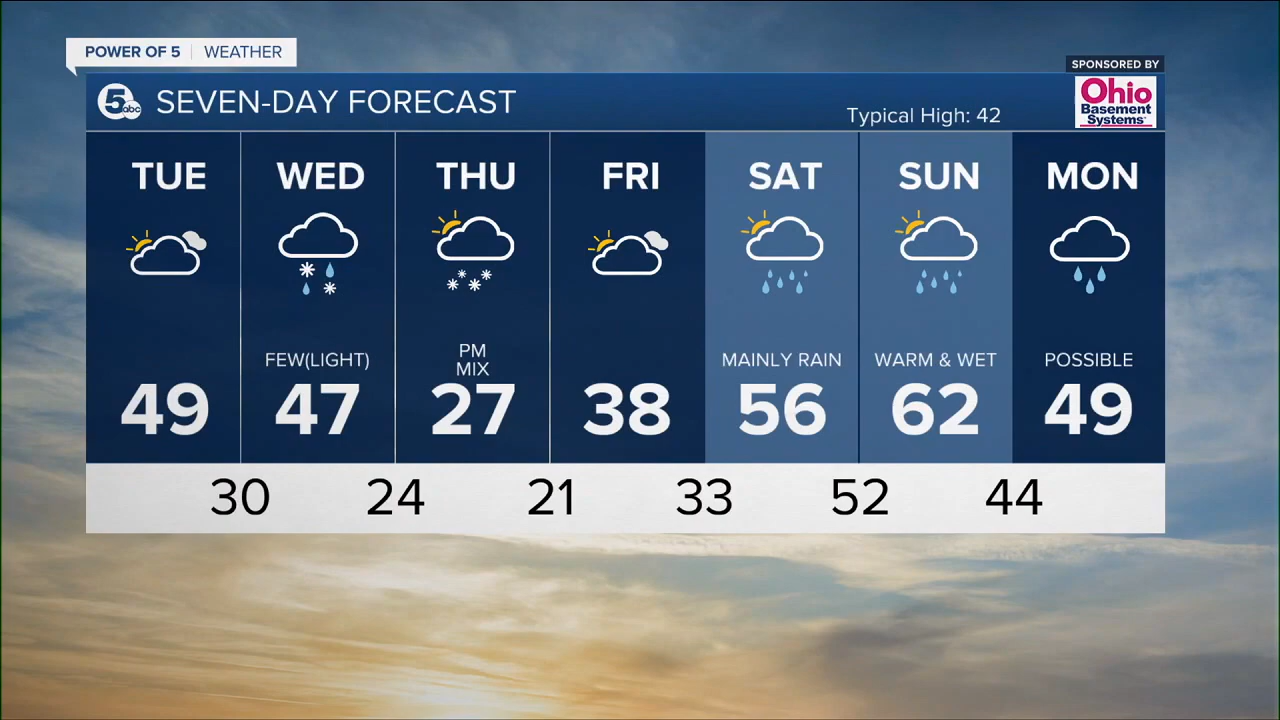 POWER OF 5 | WEATHER
SPONSORED BY
5 abc SEVEN-DAY FORECAST
Typical High: 42
Ohio
Basement
Systems
TUE WED THU FRI SAT SUN MON
FEW(LIGHT) PM MAINLY RAIN WARM & WET POSSIBLE
MIX
49 47 27 38 56 62 49
30 24 21 33 52 44